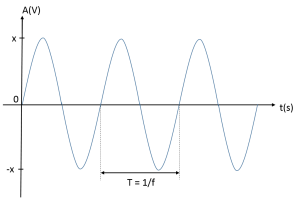 A(V)
x
0
t(s)
-x
T = 1/f